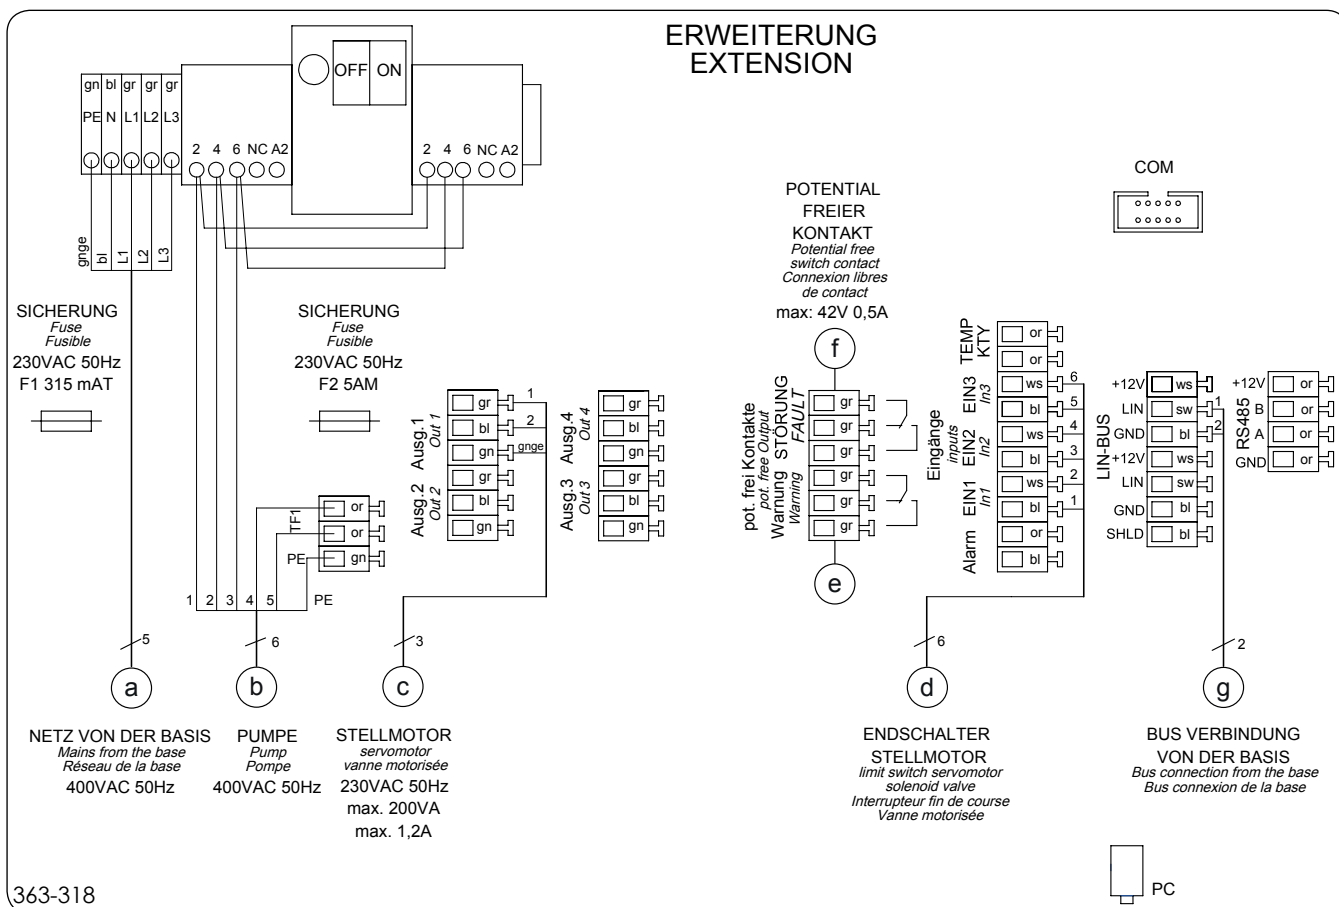 ERWEITERUNG
EXTENSION
OFF ON
gn bl gr gr gr
PE N L1 L2 L3
2 4 6 NC A2
2 4 6 NC A2
gnge bl L1 L2 L3
SICHERUNG
Fuse
Fusible
230VAC 50Hz
F1 315 mAT
SICHERUNG
Fuse
Fusible
230VAC 50Hz
F2 5AM
TF1
or
or
PE gn
1 2 3 4 5 PE
Ausg.1
Out 1
gr 1
bl 2
gn gnge
Ausg.2
Out 2
gr
bl
gn
Ausg.4
Out 4
gr
bl
gn
Ausg.3
Out 3
gr
bl
gn
POTENTIAL
FREIER
KONTAKT
Potential free
switch contact
Connexion libres
de contact
max: 42V 0,5A
f
pot. frei Kontakte
pot. free Output
Warnung STÖRUNG
Warning FAULT
gr
gr
gr
gr
gr
gr
e
COM
Eingänge
inputs
TEMP
KTY
or
or
EIN3
In3
ws 6
bl 5
EIN2
In2
ws 4
bl 3
EIN1
In1
ws 2
bl 1
Alarm
or
bl
LIN-BUS
+12V ws
LIN sw 1
GND bl 2
+12V ws
LIN sw
GND bl
SHLD bl
RS485
+12V or
B or
A or
GND or
5
a
NETZ VON DER BASIS
Mains from the base
Réseau de la base
400VAC 50Hz
6
b
PUMPE
Pump
Pompe
400VAC 50Hz
3
c
STELLMOTOR
servomotor
vanne motorisée
230VAC 50Hz
max. 200VA
max. 1,2A
6
d
ENDSCHALTER
STELLMOTOR
limit switch servomotor
solenoid valve
Interrupteur fin de course
Vanne motorisée
2
g
BUS VERBINDUNG
VON DER BASIS
Bus connection from the base
Bus connexion de la base
PC
363-318